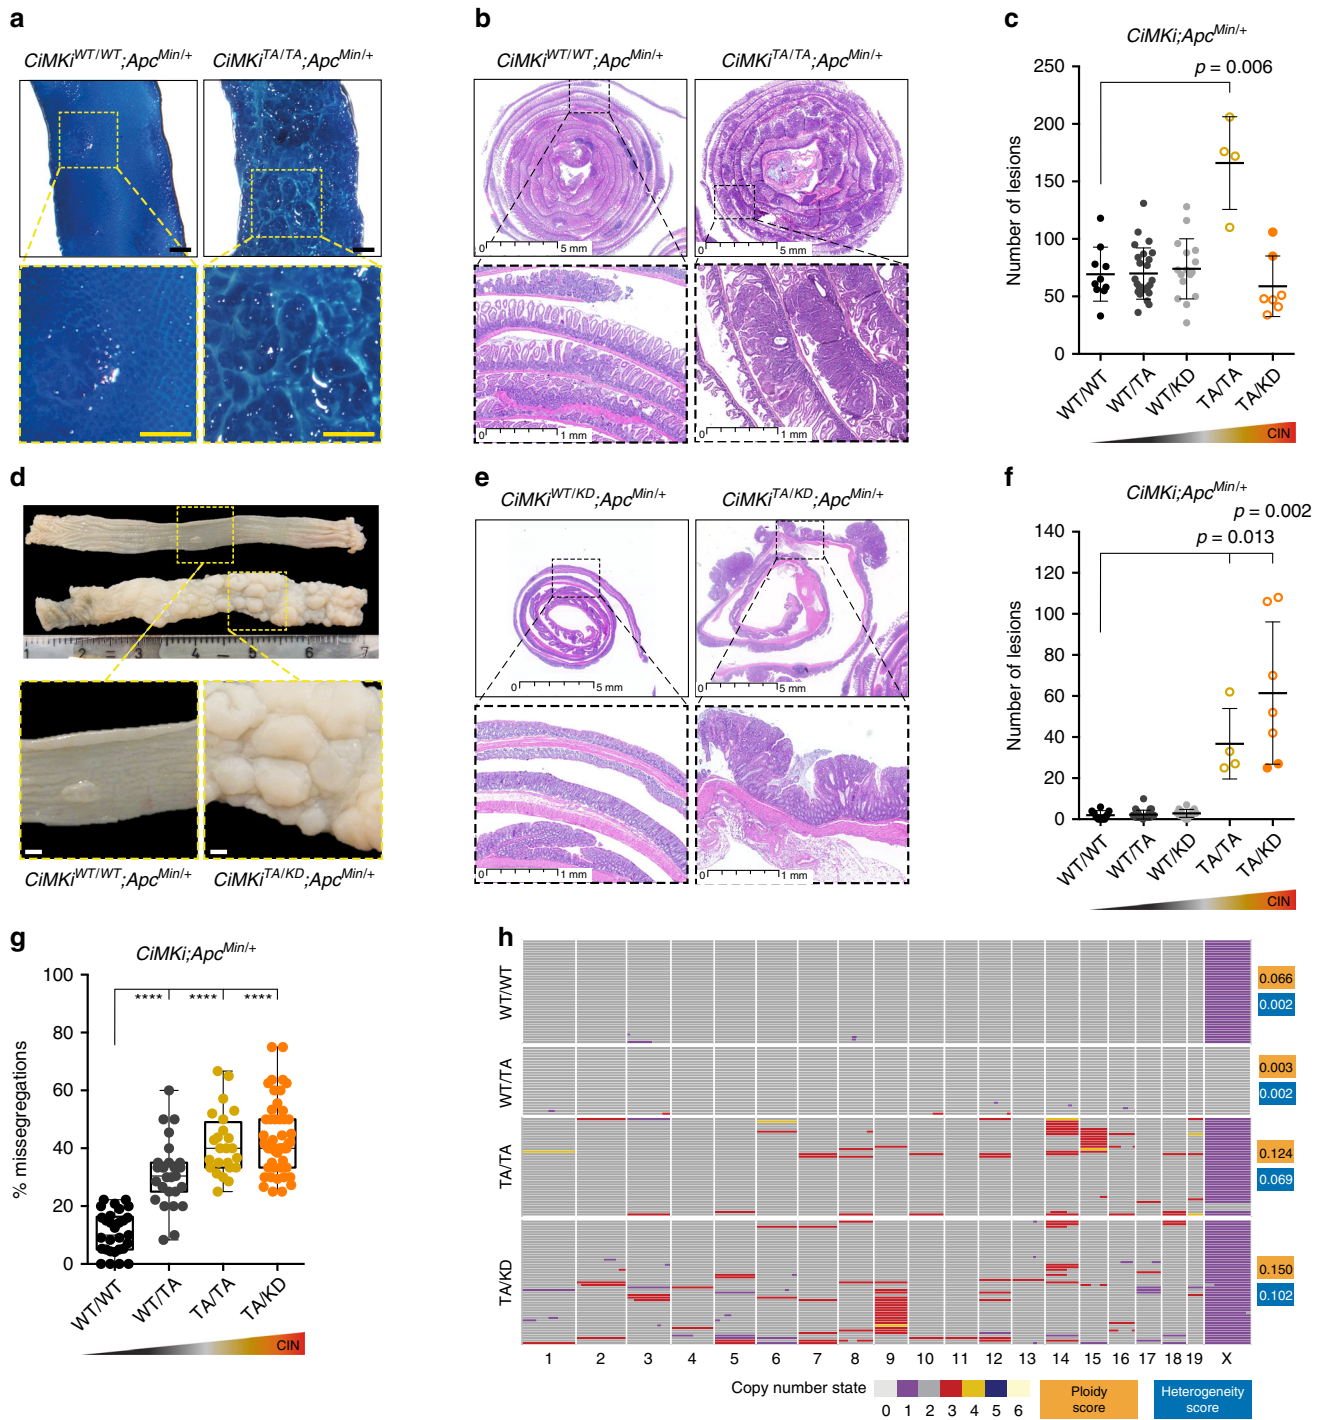 a
CiMKi^WT/WT;Apc^Min/+
CiMKi^TA/TA;Apc^Min/+
b
CiMKi^WT/WT;Apc^Min/+
CiMKi^TA/TA;Apc^Min/+
0 5 mm
0 5 mm
0 1 mm
0 1 mm
c
CiMKi;Apc^Min/+
p = 0.006
Number of lesions
250
200
150
100
50
0
WT/WT
WT/TA
WT/KD
TA/TA
TA/KD
CIN
d
1 2 = 3 4 – 5 6 7
CiMKi^WT/WT;Apc^Min/+
CiMKi^TA/KD;Apc^Min/+
e
CiMKi^WT/KD;Apc^Min/+
CiMKi^TA/KD;Apc^Min/+
0 5 mm
0 5 mm
0 1 mm
0 1 mm
f
CiMKi;Apc^Min/+
p = 0.002
p = 0.013
Number of lesions
140
120
100
80
60
40
20
0
WT/WT
WT/TA
WT/KD
TA/TA
TA/KD
CIN
g
CiMKi;Apc^Min/+
**** **** ****
% missegregations
100
80
60
40
20
0
WT/WT
WT/TA
TA/TA
TA/KD
CIN
h
WT/WT
0.066
0.002
WT/TA
0.003
0.002
TA/TA
0.124
0.069
TA/KD
0.150
0.102
1 2 3 4 5 6 7 8 9 10 11 12 13 14 15 16 17 18 19 X
Copy number state
0 1 2 3 4 5 6
Ploidy
score
Heterogeneity
score